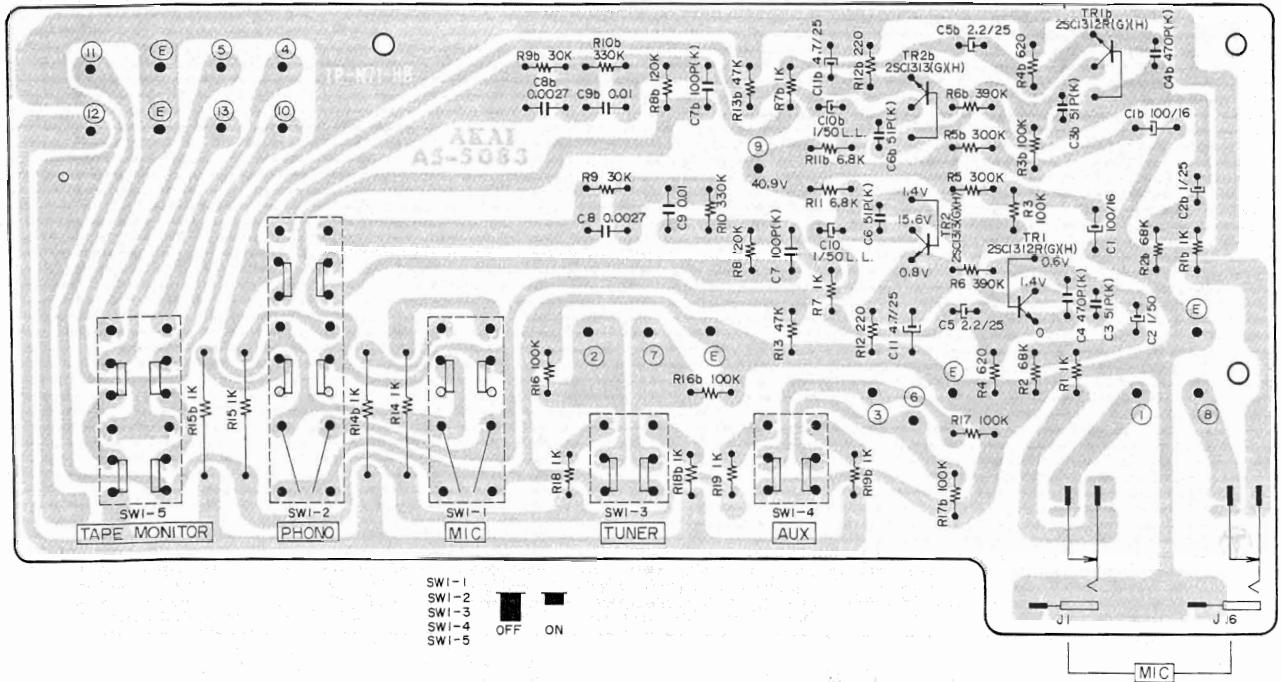 11
E
5
4
12
E
13
10
TP-N71-HB
AKAI
AS-5083
R9b 30K
R10b 330K
C8b 0.0027
C9b 0.01
R8b 120K
C7b 100P(K)
R13b 47K
R7b 1K
C11b 4.7/25
R12b 220
TR2b
2SC1313(G)(H)
C5b 2.2/25
R4b 620
TR1b
2SC1312R(G)(H)
C4b 470P(K)
C10b
1/50 L.L.
C6b 51P(K)
R6b 390K
C3b 51P(K)
C1b 100/16
R5b 300K
R3b 100K
R11b 6.8K
9
40.9V
R9 30K
C8 0.0027
C9 0.01
R10 330K
R11 6.8K
C10
1/50 L.L.
C6 51P(K)
1.4V
15.6V
0.8V
TR2
2SC1313(G)(H)
R5 300K
R3 100K
TR1
2SC1312R(G)(H)
0.6V
1.4V
0
C1 100/16
C2b 1/25
R2b 68K
R1b 1K
R8 120K
C7 100P(K)
R7 1K
R6 390K
C4 470P(K)
C3 51P(K)
C2 1/50
E
R13 47K
R12 220
C11 4.7/25
C5 2.2/25
R4 620
R2 68K
R1 1K
2
7
E
R16 100K
R16b 100K
3
6
E
1
8
R15b 1K
R15 1K
R14b 1K
R14 1K
R17 100K
R18 1K
R18b 1K
R19 1K
R19b 1K
R17b 100K
SW1-5
SW1-2
SW1-1
SW1-3
SW1-4
TAPE MONITOR
PHONO
MIC
TUNER
AUX
J1
J16
MIC
SW1-1
SW1-2
SW1-3
SW1-4
SW1-5
OFF
ON